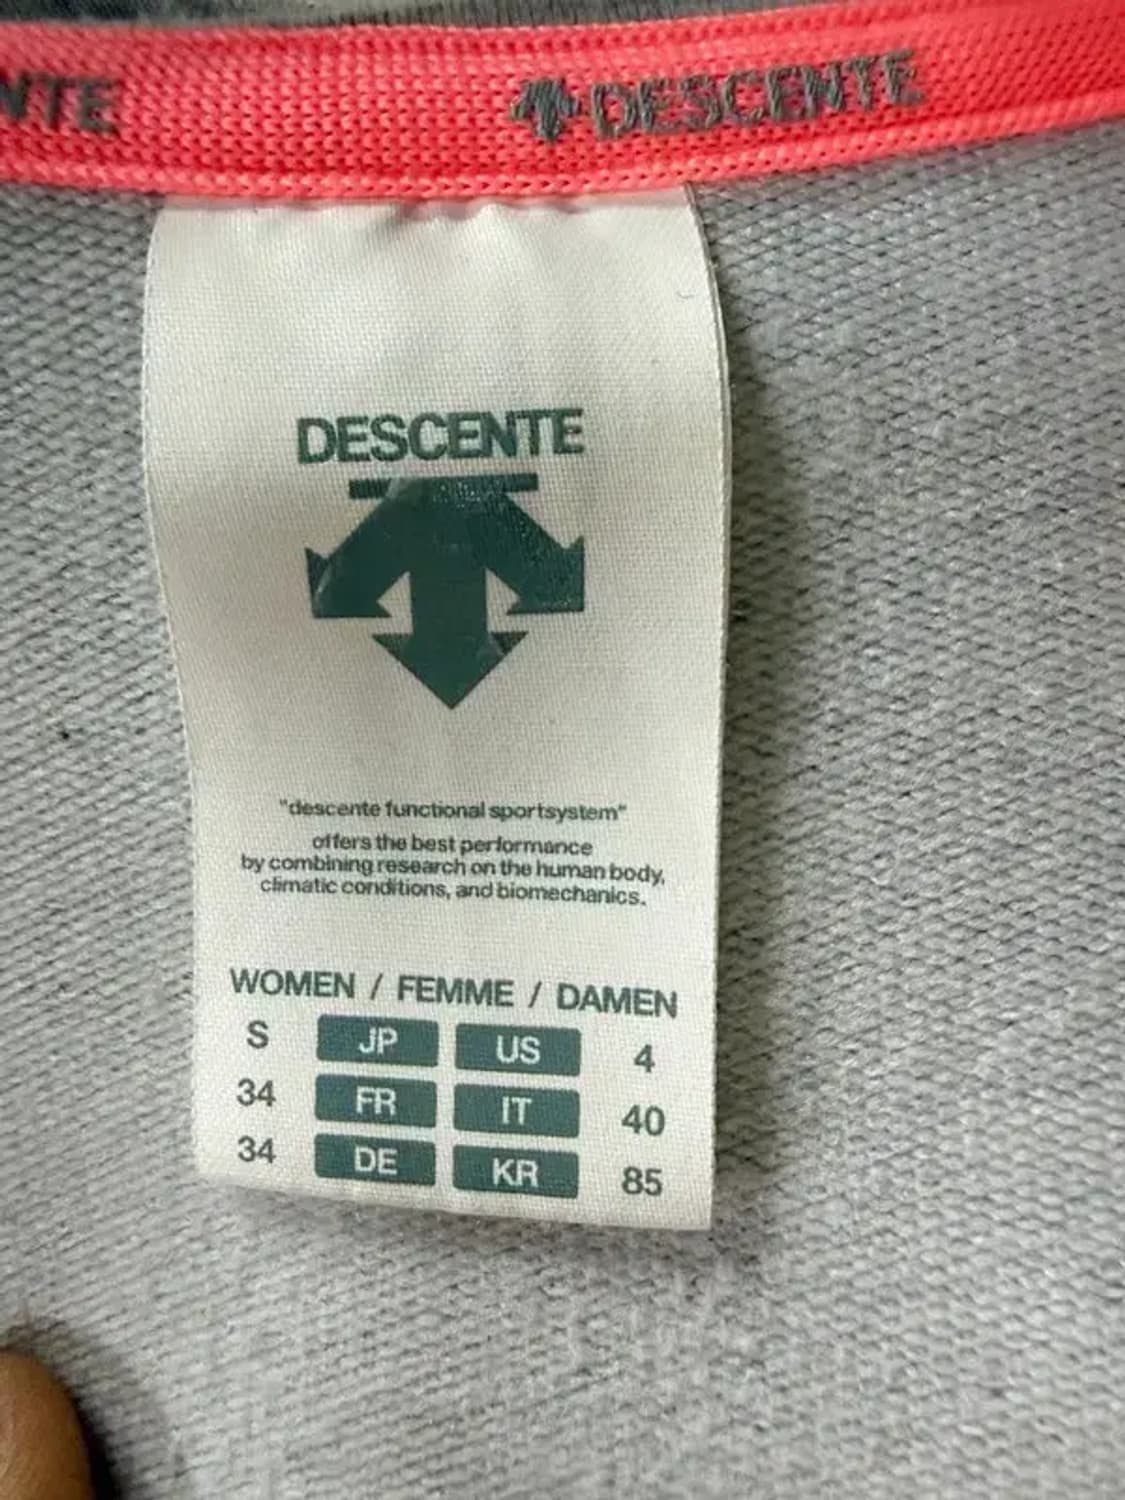 NTE DESCENTE
DESCENTE
"descente functional sportsystem"
offers the best performance
by combining research on the human body,
climatic conditions, and biomechanics.
WOMEN / FEMME / DAMEN
S JP US 4
34 FR IT 40
34 DE KR 85